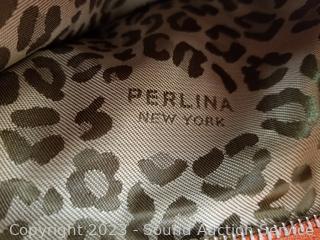 PERLINA
NEW YORK
Copyright 2023 - Sound Auction Service